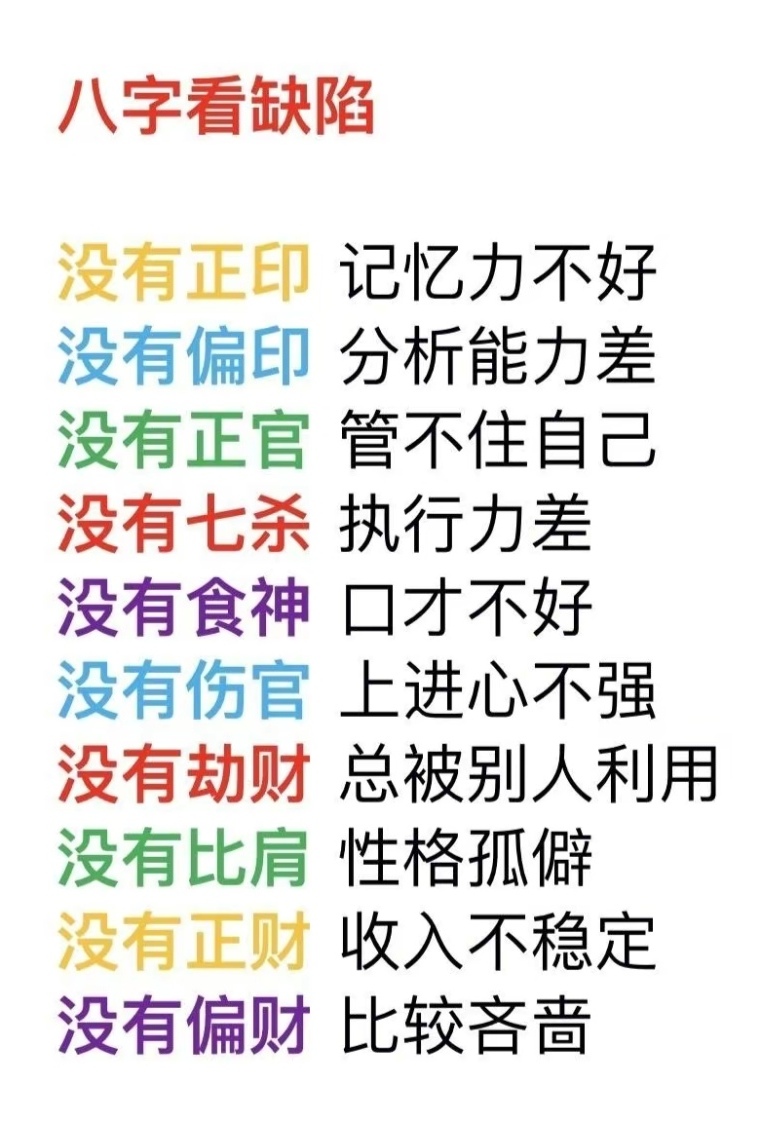 八字看缺陷
没有正印 记忆力不好
没有偏印 分析能力差
没有正官 管不住自己
没有七杀 执行力差
没有食神 口才不好
没有伤官 上进心不强
没有劫财 总被别人利用
没有比肩 性格孤僻
没有正财 收入不稳定
没有偏财 比较吝啬